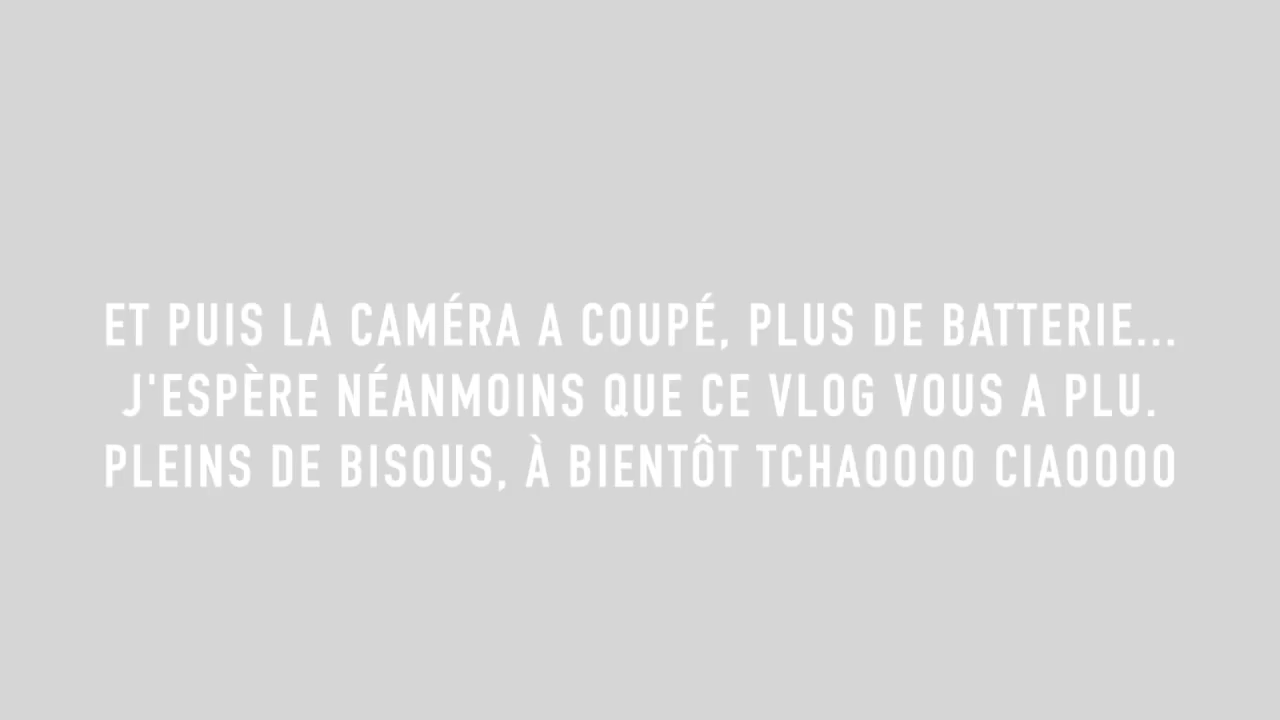 ET PUIS LA CAMÉRA A COUPÉ, PLUS DE BATTERIE...
J'ESPÈRE NÉANMOINS QUE CE VLOG VOUS A PLU.
PLEINS DE BISOUS, À BIENTÔT TCHAOOOO CIAOOOO